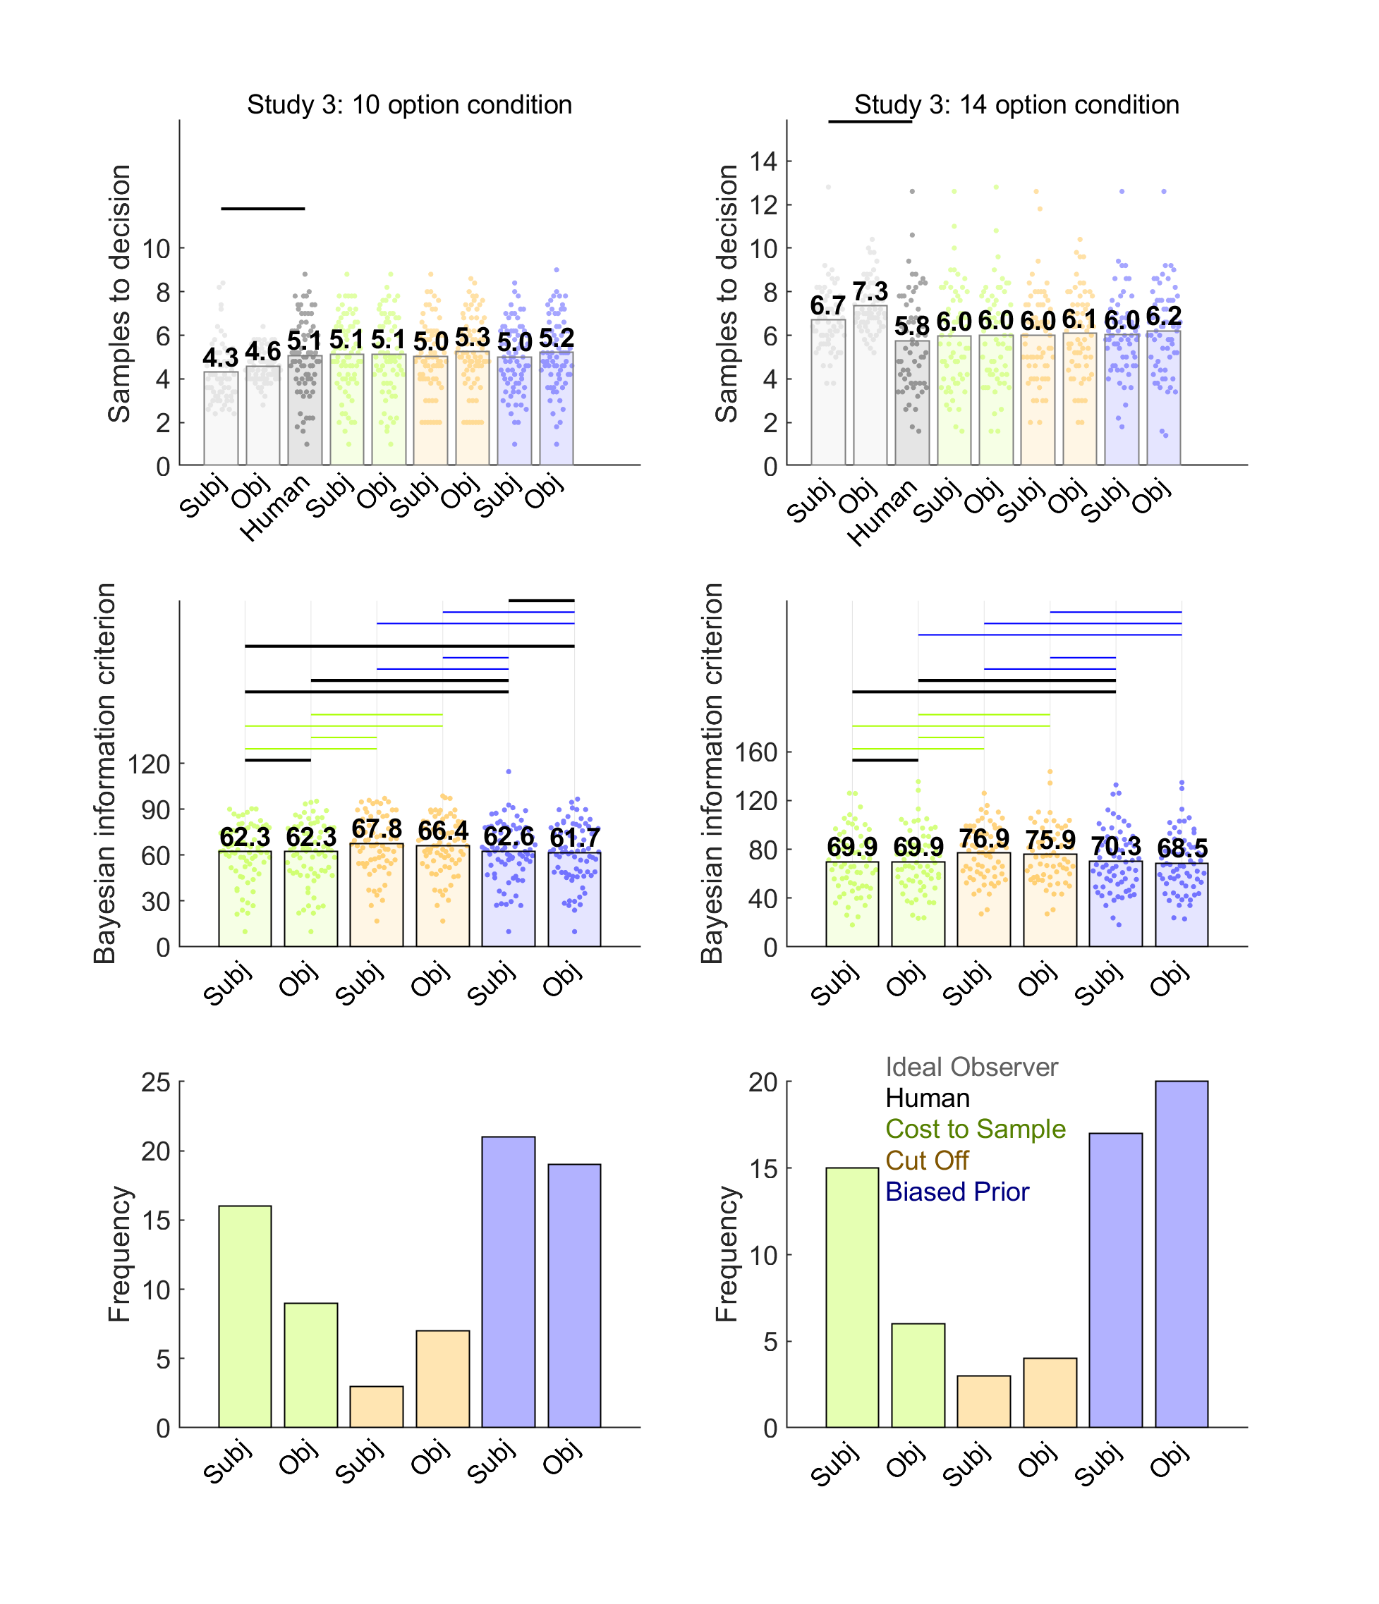 Study 3: 10 option condition
Samples to decision
10
8
6
4
2
0
4.3
4.6
5.1
5.1
5.1
5.0
5.3
5.0
5.2
Subj
Obj
Human
Subj
Obj
Subj
Obj
Subj
Obj
Study 3: 14 option condition
Samples to decision
14
12
10
8
6
4
2
0
6.7
7.3
5.8
6.0
6.0
6.0
6.1
6.0
6.2
Subj
Obj
Human
Subj
Obj
Subj
Obj
Subj
Obj
Bayesian information criterion
120
90
60
30
0
62.3
62.3
67.8
66.4
62.6
61.7
Subj
Obj
Subj
Obj
Subj
Obj
Bayesian information criterion
160
120
80
40
0
69.9
69.9
76.9
75.9
70.3
68.5
Subj
Obj
Subj
Obj
Subj
Obj
Frequency
25
20
15
10
5
0
Subj
Obj
Subj
Obj
Subj
Obj
Frequency
20
15
10
5
0
Ideal Observer
Human
Cost to Sample
Cut Off
Biased Prior
Subj
Obj
Subj
Obj
Subj
Obj